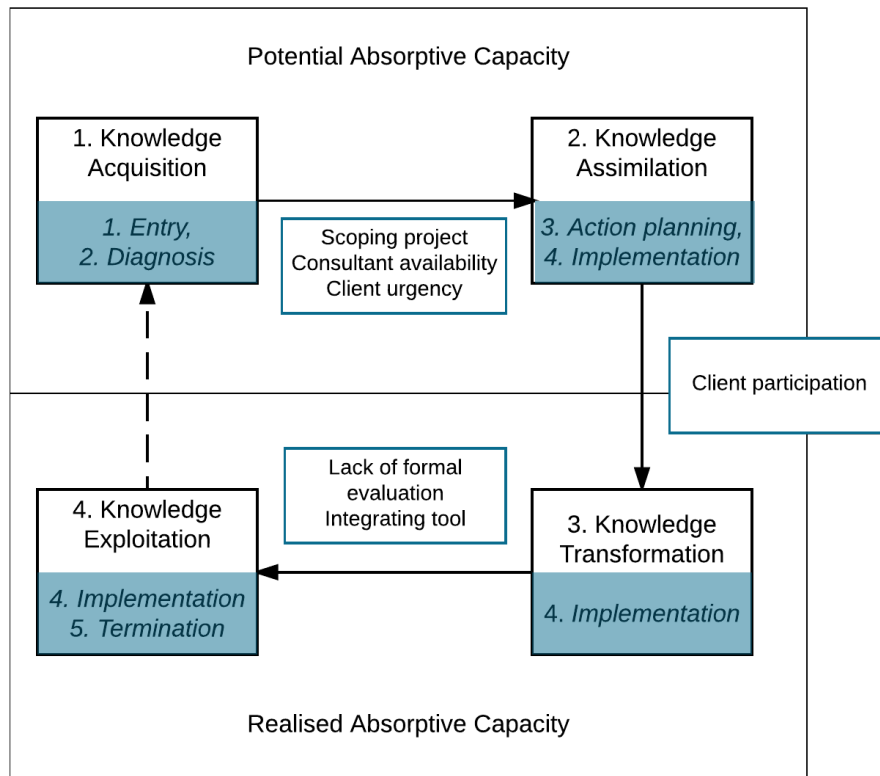 Potential Absorptive Capacity
1. Knowledge
Acquisition
1. Entry,
2. Diagnosis
Scoping project
Consultant availability
Client urgency
2. Knowledge
Assimilation
3. Action planning,
4. Implementation
Client participation
4. Knowledge
Exploitation
4. Implementation
5. Termination
Lack of formal
evaluation
Integrating tool
3. Knowledge
Transformation
4. Implementation
Realised Absorptive Capacity